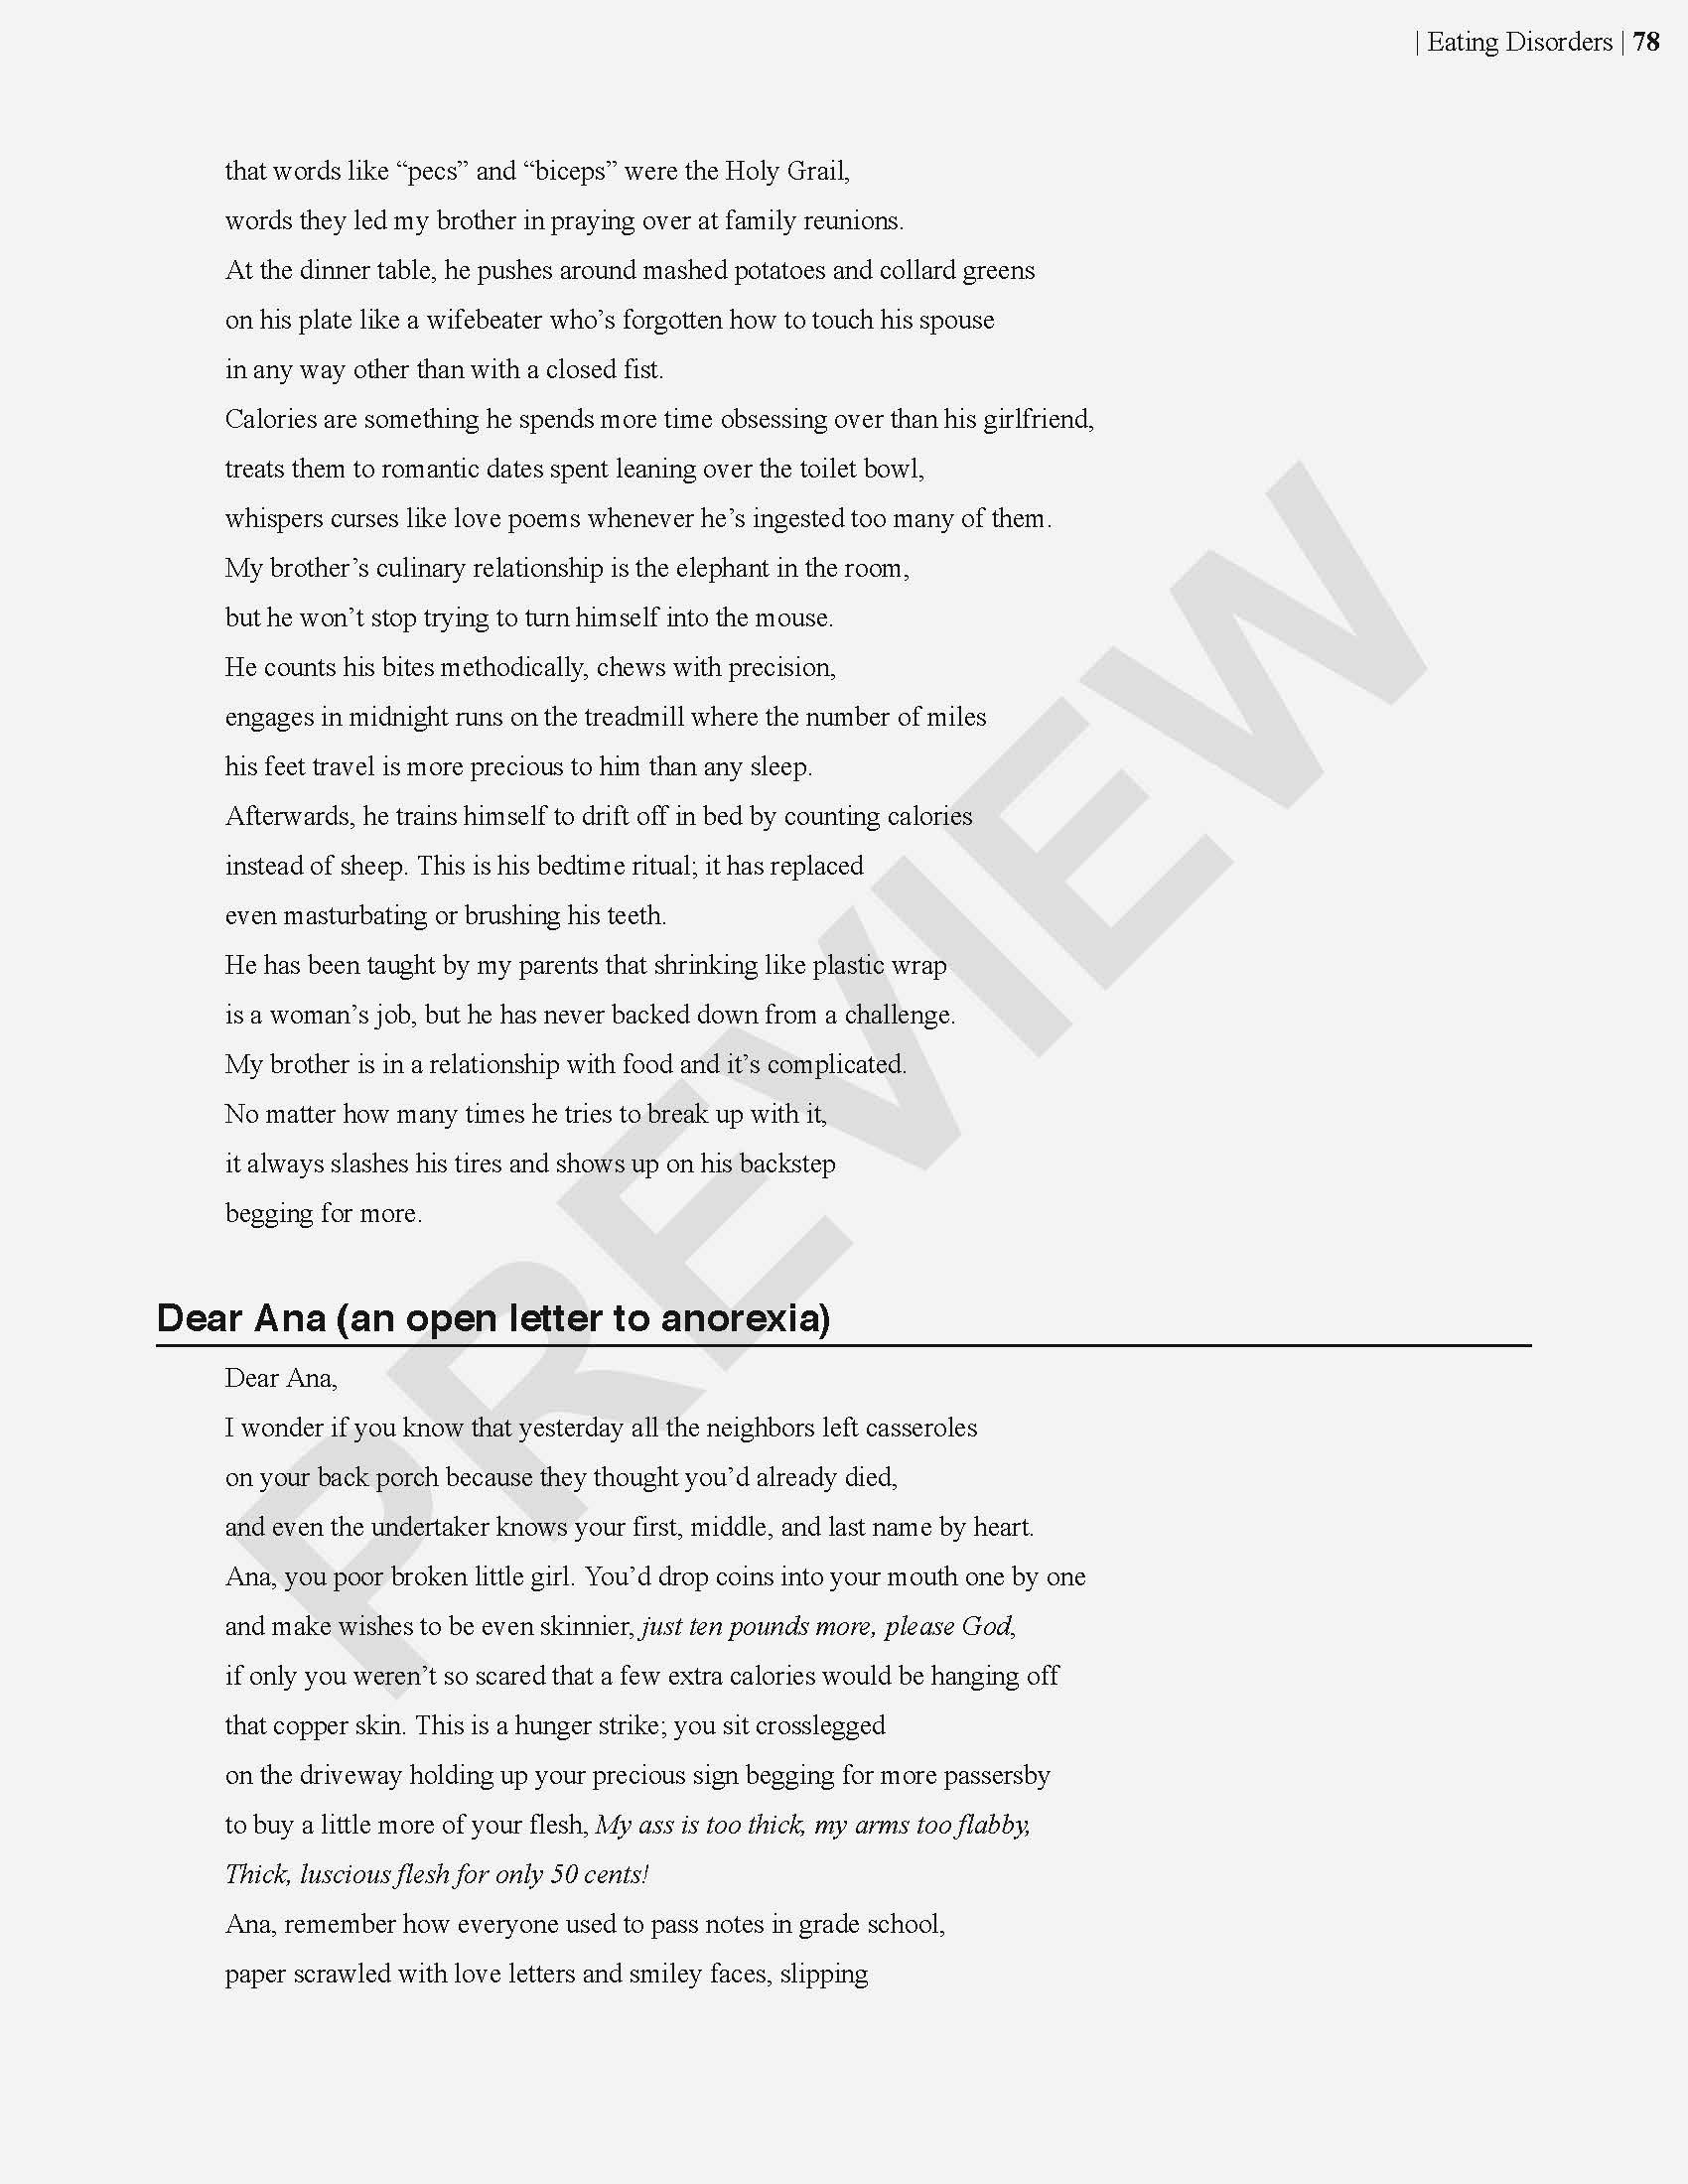 | Eating Disorders | 78
that words like “pecs” and “biceps” were the Holy Grail,
words they led my brother in praying over at family reunions.
At the dinner table, he pushes around mashed potatoes and collard greens
on his plate like a wifebeater who’s forgotten how to touch his spouse
in any way other than with a closed fist.
Calories are something he spends more time obsessing over than his girlfriend,
treats them to romantic dates spent leaning over the toilet bowl,
whispers curses like love poems whenever he’s ingested too many of them.
My brother’s culinary relationship is the elephant in the room,
but he won’t stop trying to turn himself into the mouse.
He counts his bites methodically, chews with precision,
engages in midnight runs on the treadmill where the number of miles
his feet travel is more precious to him than any sleep.
Afterwards, he trains himself to drift off in bed by counting calories
instead of sheep. This is his bedtime ritual; it has replaced
even masturbating or brushing his teeth.
He has been taught by my parents that shrinking like plastic wrap
is a woman’s job, but he has never backed down from a challenge.
My brother is in a relationship with food and it’s complicated.
No matter how many times he tries to break up with it,
it always slashes his tires and shows up on his backstep
begging for more.
Dear Ana (an open letter to anorexia)
Dear Ana,
I wonder if you know that yesterday all the neighbors left casseroles
on your back porch because they thought you’d already died,
and even the undertaker knows your first, middle, and last name by heart.
Ana, you poor broken little girl. You’d drop coins into your mouth one by one
and make wishes to be even skinnier, just ten pounds more, please God,
if only you weren’t so scared that a few extra calories would be hanging off
that copper skin. This is a hunger strike; you sit crosslegged
on the driveway holding up your precious sign begging for more passersby
to buy a little more of your flesh, My ass is too thick, my arms too flabby,
Thick, luscious flesh for only 50 cents!
Ana, remember how everyone used to pass notes in grade school,
paper scrawled with love letters and smiley faces, slipping
PREVIEW